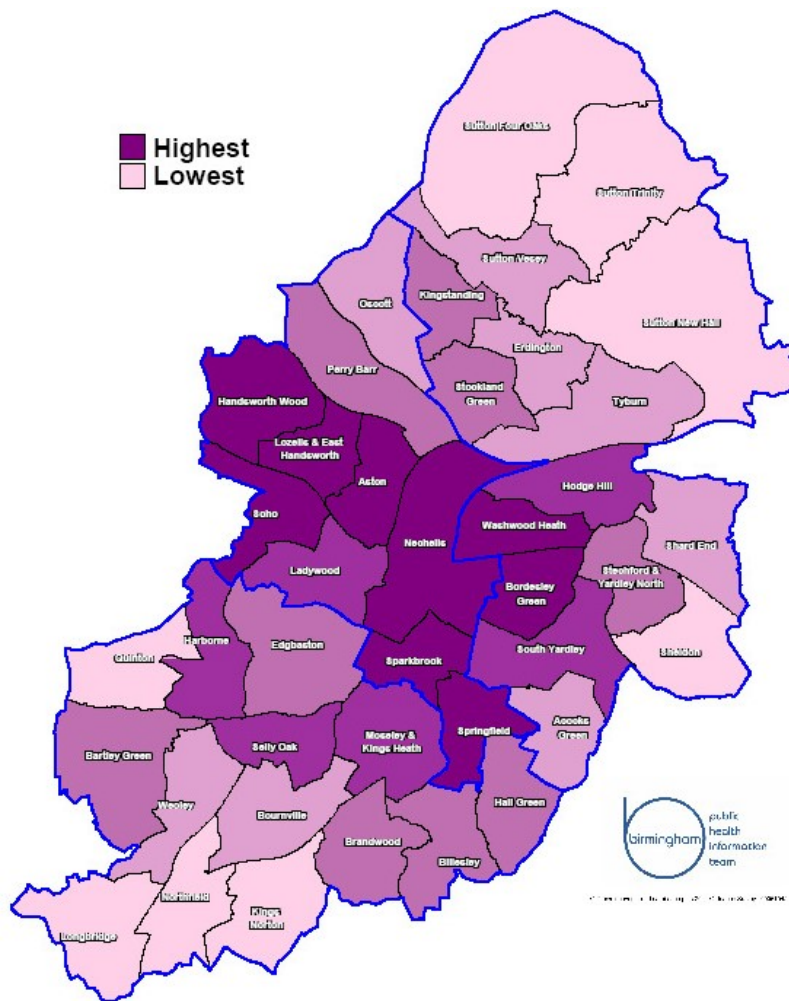 Highest
Lowest
Sutton Four Oaks
Sutton Trinity
Sutton Vesey
Kingstanding
Oscott
Sutton New Hall
Erdington
Perry Barr
Stockland
Green
Tyburn
Handsworth Wood
Lozells & East
Handsworth
Aston
Hodge Hill
Soho
Washwood Heath
Nechells
Shard End
Ladywood
Stechford &
Yardley North
Bordesley
Green
Harborne
Edgbaston
South Yardley
Quinton
Sparkbrook
Sheldon
Acocks
Green
Springfield
Moseley &
Kings Heath
Selly Oak
Bartley Green
Weoley
Bournville
Hall Green
Brandwood
Billesley
Northfield
Kings
Norton
Longbridge
birmingham
public
health
information
team